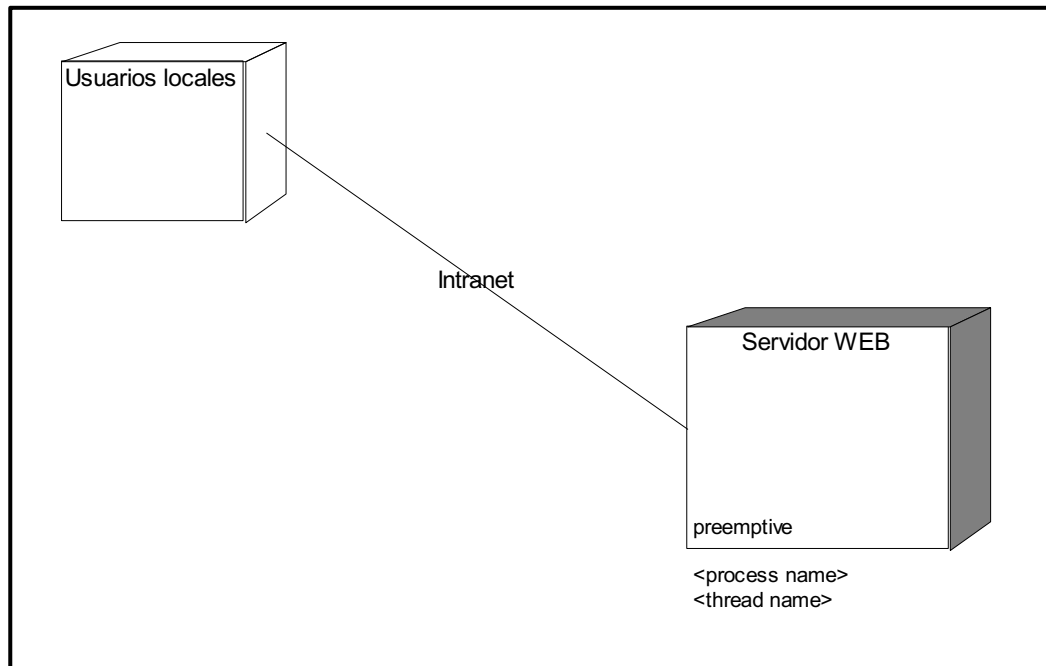 Usuarios locales
Intranet
Servidor WEB
preemptive
<process name>
<thread name>